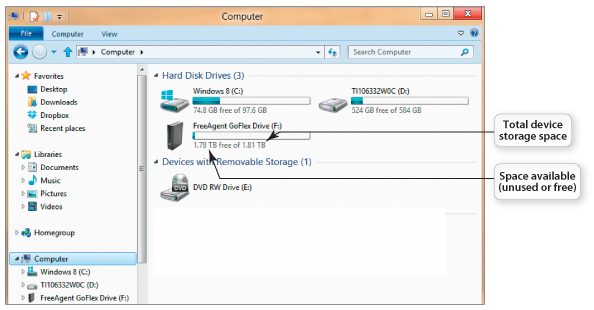 Computer
File Computer View
Computer
Search Computer
Favorites
Desktop
Downloads
Dropbox
Recent places
Libraries
Documents
Music
Pictures
Videos
Homegroup
Computer
Windows 8 (C:)
TI106332W0C (D:)
FreeAgent GoFlex Drive (F:)
Hard Disk Drives (3)
Windows 8 (C:)
74.8 GB free of 97.6 GB
TI106332W0C (D:)
524 GB free of 584 GB
FreeAgent GoFlex Drive (F:)
1.78 TB free of 1.81 TB
Devices with Removable Storage (1)
DVD
DVD RW Drive (E:)
Total device
storage space
Space available
(unused or free)